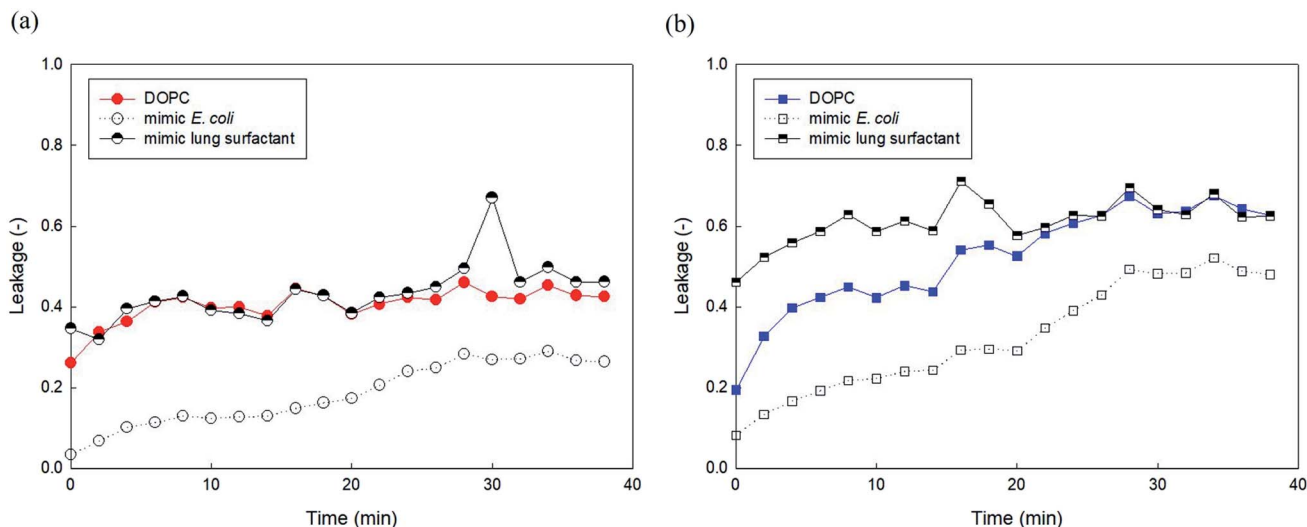 (a)
1.0
0.8
0.6
0.4
0.2
0.0
Leakage (-)
DOPC
mimic E. coli
mimic lung surfactant
0
10
20
30
40
Time (min)
(b)
1.0
0.8
0.6
0.4
0.2
0.0
Leakage (-)
DOPC
mimic E. coli
mimic lung surfactant
0
10
20
30
40
Time (min)